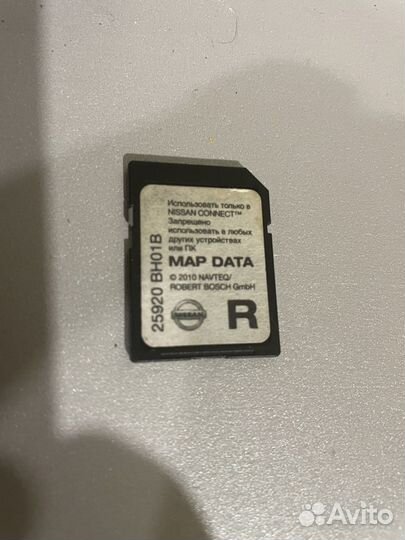 Использовать только в
NISSAN CONNECT™
Запрещено
использовать в любых
других устройствах
или ПК
MAP DATA
© 2010 NAVTEQ/
ROBERT BOSCH GmbH
NISSAN
R
25920 BH01B
Avito